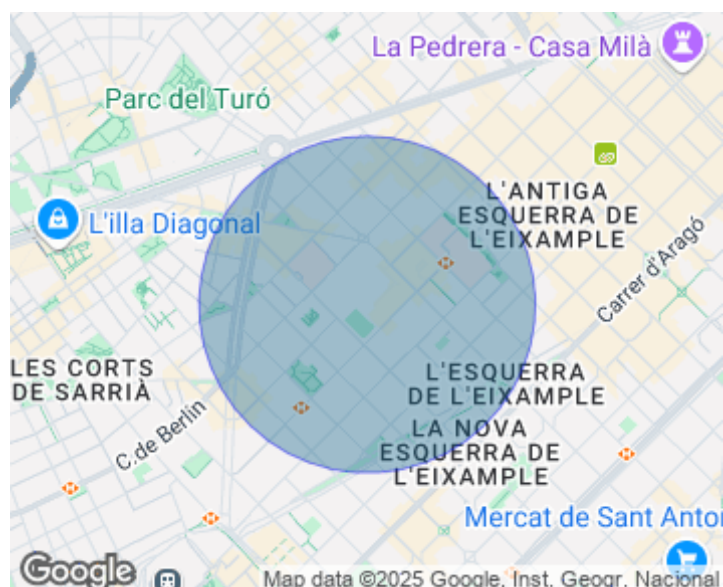 La Pedrera - Casa Milà
Parc del Turó
L'illa Diagonal
L'ANTIGA
ESQUERRA DE
L'EIXAMPLE
Carrer d'Aragó
LES CORTS
DE SARRIÀ
L'ESQUERRA
DE L'EIXAMPLE
C. de Berlin
LA NOVA
ESQUERRA DE
L'EIXAMPLE
Mercat de Sant Anton
Google
Map data ©2025 Google, Inst. Geogr. Nacional